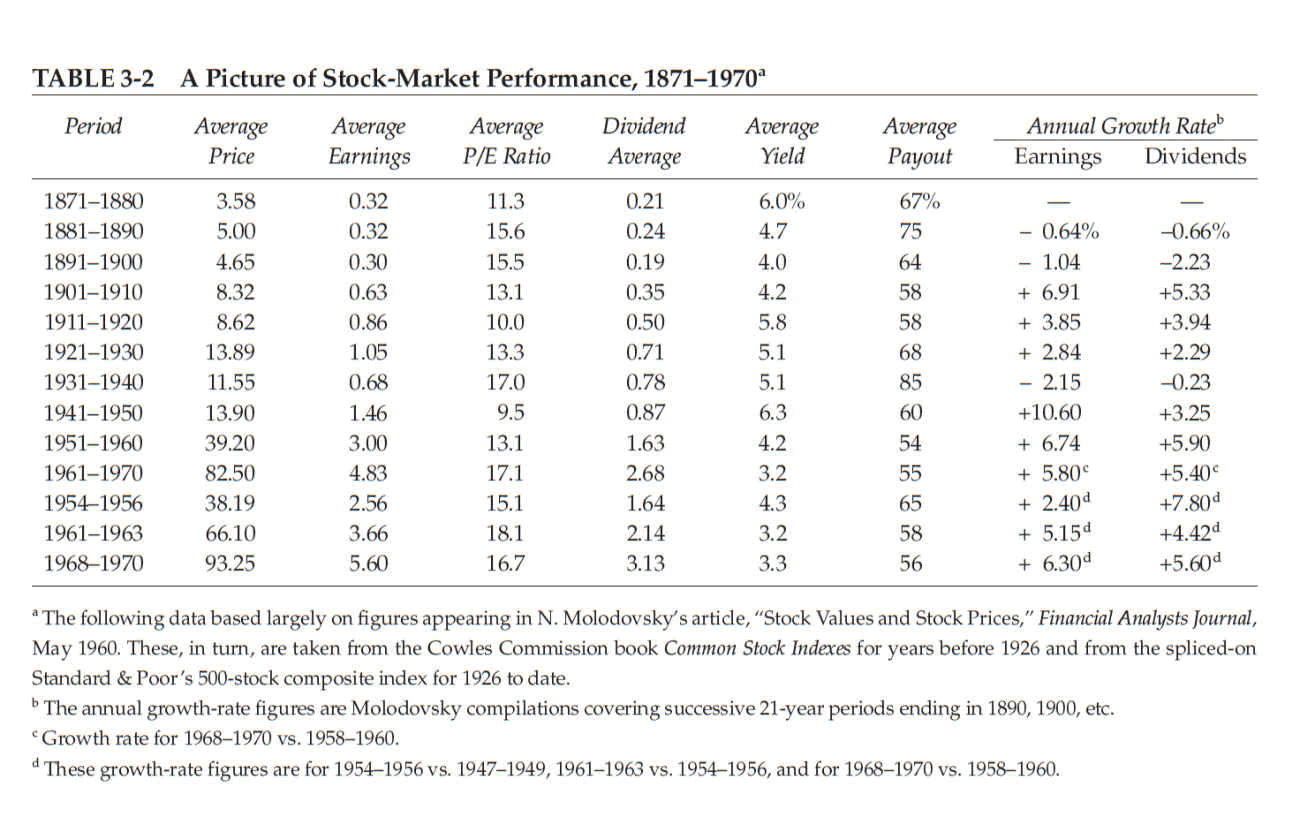 TABLE 3-2 A Picture of Stock-Market Performance, 1871–1970ᵃ
Period Average Average Average Dividend Average Average Annual Growth Rateᵇ
Price Earnings P/E Ratio Average Yield Payout Earnings Dividends
1871–1880 3.58 0.32 11.3 0.21 6.0% 67% — —
1881–1890 5.00 0.32 15.6 0.24 4.7 75 – 0.64% –0.66%
1891–1900 4.65 0.30 15.5 0.19 4.0 64 – 1.04 –2.23
1901–1910 8.32 0.63 13.1 0.35 4.2 58 + 6.91 +5.33
1911–1920 8.62 0.86 10.0 0.50 5.8 58 + 3.85 +3.94
1921–1930 13.89 1.05 13.3 0.71 5.1 68 + 2.84 +2.29
1931–1940 11.55 0.68 17.0 0.78 5.1 85 – 2.15 –0.23
1941–1950 13.90 1.46 9.5 0.87 6.3 60 +10.60 +3.25
1951–1960 39.20 3.00 13.1 1.63 4.2 54 + 6.74 +5.90
1961–1970 82.50 4.83 17.1 2.68 3.2 55 + 5.80ᶜ +5.40ᶜ
1954–1956 38.19 2.56 15.1 1.64 4.3 65 + 2.40ᵈ +7.80ᵈ
1961–1963 66.10 3.66 18.1 2.14 3.2 58 + 5.15ᵈ +4.42ᵈ
1968–1970 93.25 5.60 16.7 3.13 3.3 56 + 6.30ᵈ +5.60ᵈ
ᵃ The following data based largely on figures appearing in N. Molodovsky's article, "Stock Values and Stock Prices," Financial Analysts Journal,
May 1960. These, in turn, are taken from the Cowles Commission book Common Stock Indexes for years before 1926 and from the spliced-on
Standard & Poor's 500-stock composite index for 1926 to date.
ᵇ The annual growth-rate figures are Molodovsky compilations covering successive 21-year periods ending in 1890, 1900, etc.
ᶜ Growth rate for 1968–1970 vs. 1958–1960.
ᵈ These growth-rate figures are for 1954–1956 vs. 1947–1949, 1961–1963 vs. 1954–1956, and for 1968–1970 vs. 1958–1960.